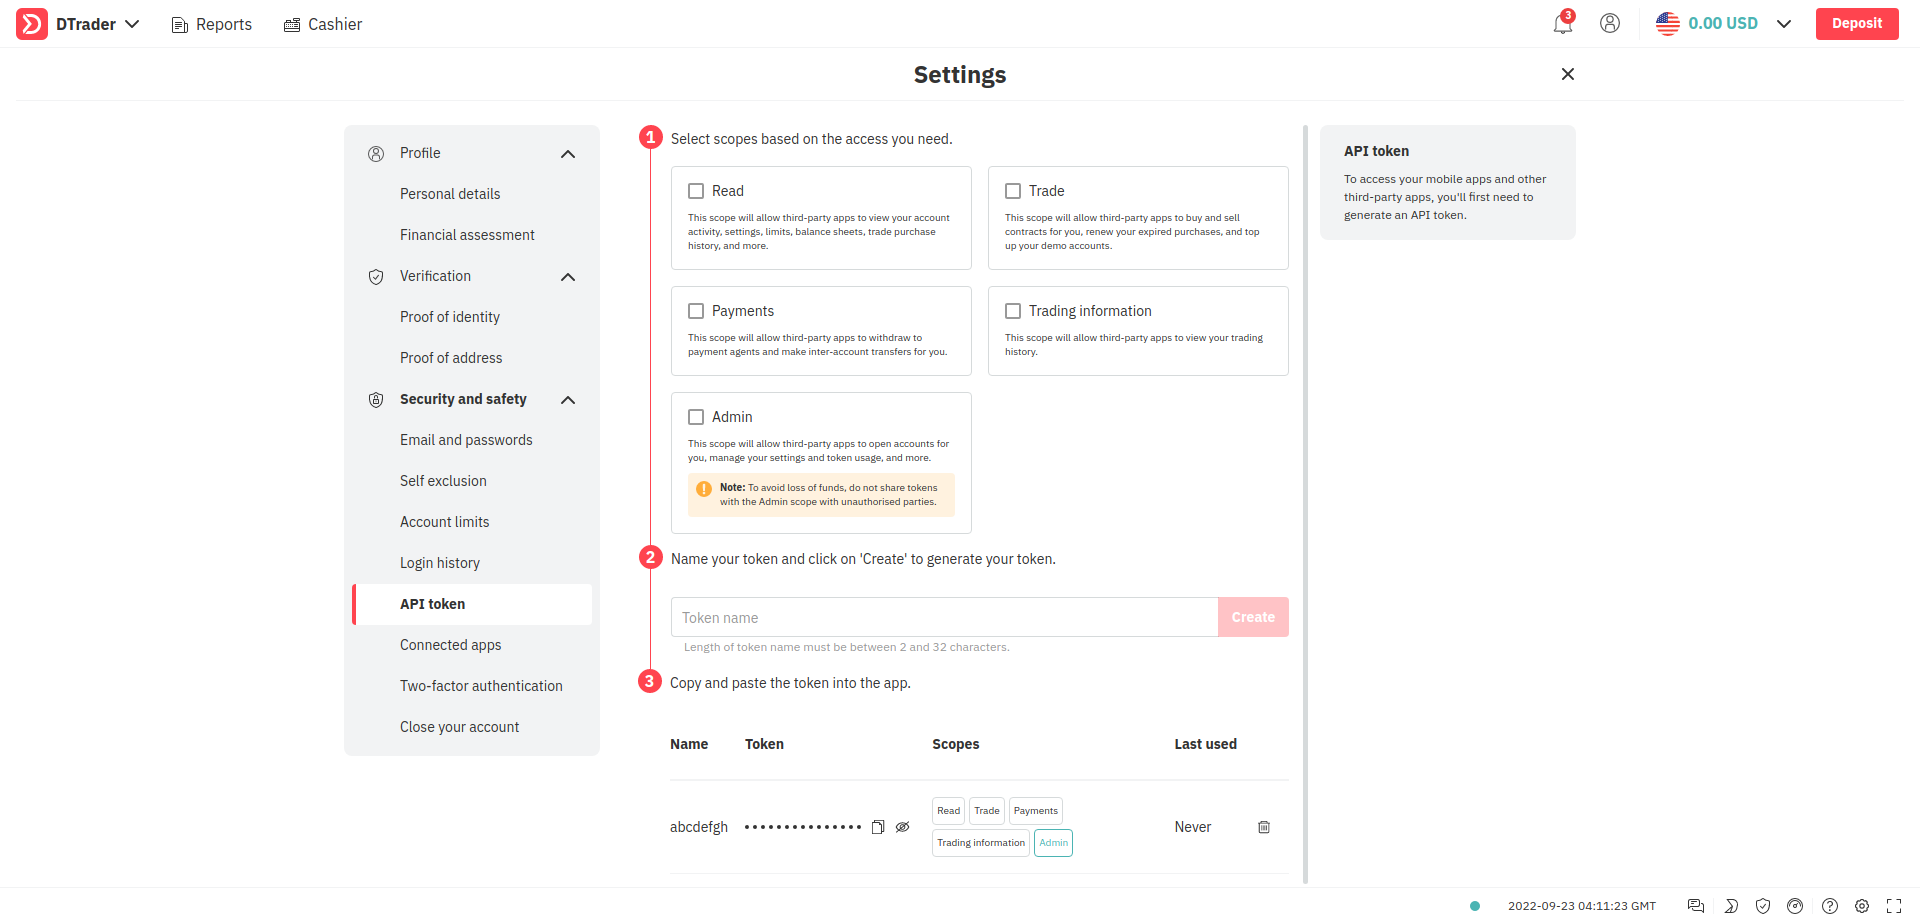 DTrader
Reports
Cashier
3
0.00 USD
Deposit
Settings
Profile
Personal details
Financial assessment
Verification
Proof of identity
Proof of address
Security and safety
Email and passwords
Self exclusion
Account limits
Login history
API token
Connected apps
Two-factor authentication
Close your account
1
Select scopes based on the access you need.
Read
This scope will allow third-party apps to view your account
activity, settings, limits, balance sheets, trade purchase
history, and more.
Trade
This scope will allow third-party apps to buy and sell
contracts for you, renew your expired purchases, and top
up your demo accounts.
Payments
This scope will allow third-party apps to withdraw to
payment agents and make inter-account transfers for you.
Trading information
This scope will allow third-party apps to view your trading
history.
Admin
This scope will allow third-party apps to open accounts for
you, manage your settings and token usage, and more.
Note: To avoid loss of funds, do not share tokens
with the Admin scope with unauthorised parties.
2
Name your token and click on 'Create' to generate your token.
Token name
Create
Length of token name must be between 2 and 32 characters.
3
Copy and paste the token into the app.
Name Token Scopes Last used
abcdefgh
Read Trade Payments
Trading information Admin
Never
API token
To access your mobile apps and other
third-party apps, you'll first need to
generate an API token.
2022-09-23 04:11:23 GMT